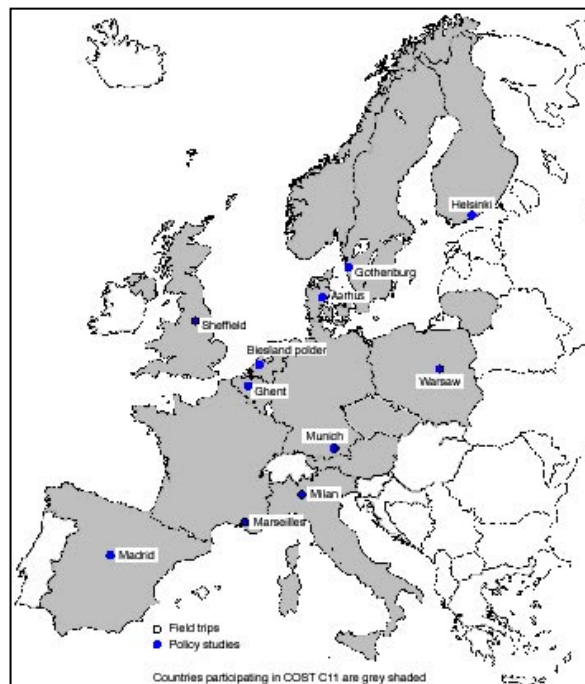 Helsinki
Gothenburg
Aarhus
Sheffield
Biesland polder
Ghent
Warsaw
Munich
Milan
Marseilles
Madrid
Field trips
Policy studies
Countries participating in COST C11 are grey shaded